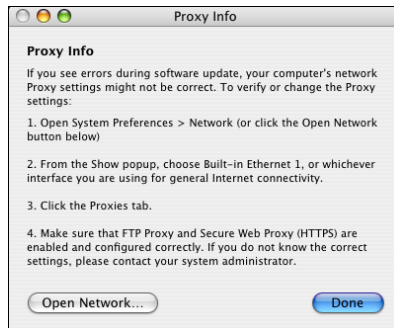 Proxy Info
Proxy Info
If you see errors during software update, your computer's network
Proxy settings might not be correct. To verify or change the Proxy
settings:
1. Open System Preferences > Network (or click the Open Network
button below)
2. From the Show popup, choose Built-in Ethernet 1, or whichever
interface you are using for general Internet connectivity.
3. Click the Proxies tab.
4. Make sure that FTP Proxy and Secure Web Proxy (HTTPS) are
enabled and configured correctly. If you do not know the correct
settings, please contact your system administrator.
Open Network... Done